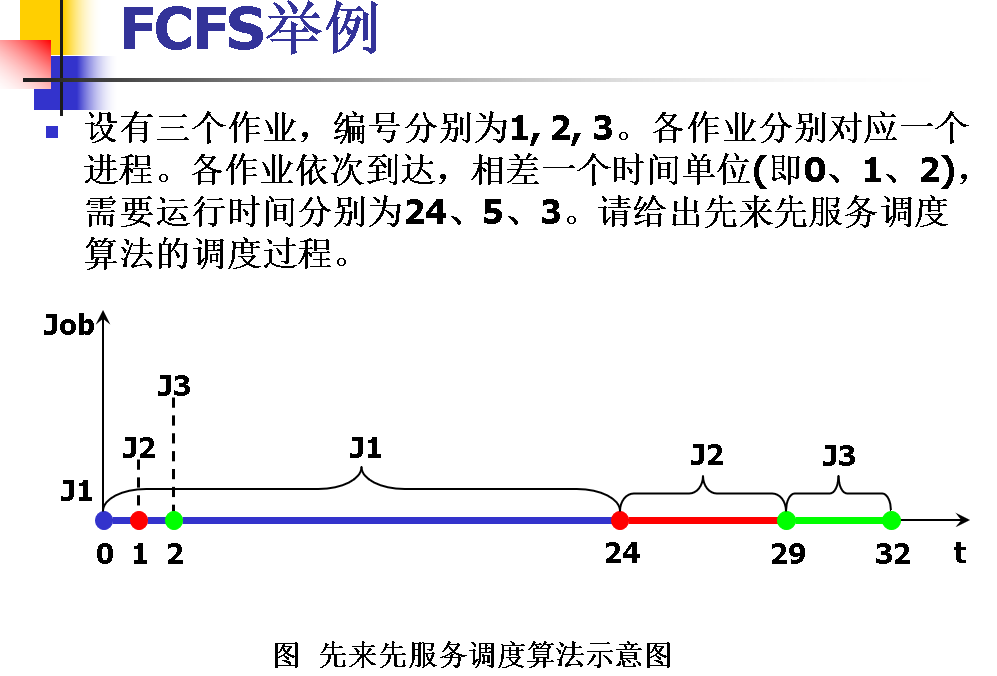 FCFS举例
设有三个作业，编号分别为1, 2, 3。各作业分别对应一个
进程。各作业依次到达，相差一个时间单位(即0、1、2)，
需要运行时间分别为24、5、3。请给出先来先服务调度
算法的调度过程。
Job
J3
J2 J1 J2 J3
J1
0 1 2 24 29 32 t
图 先来先服务调度算法示意图